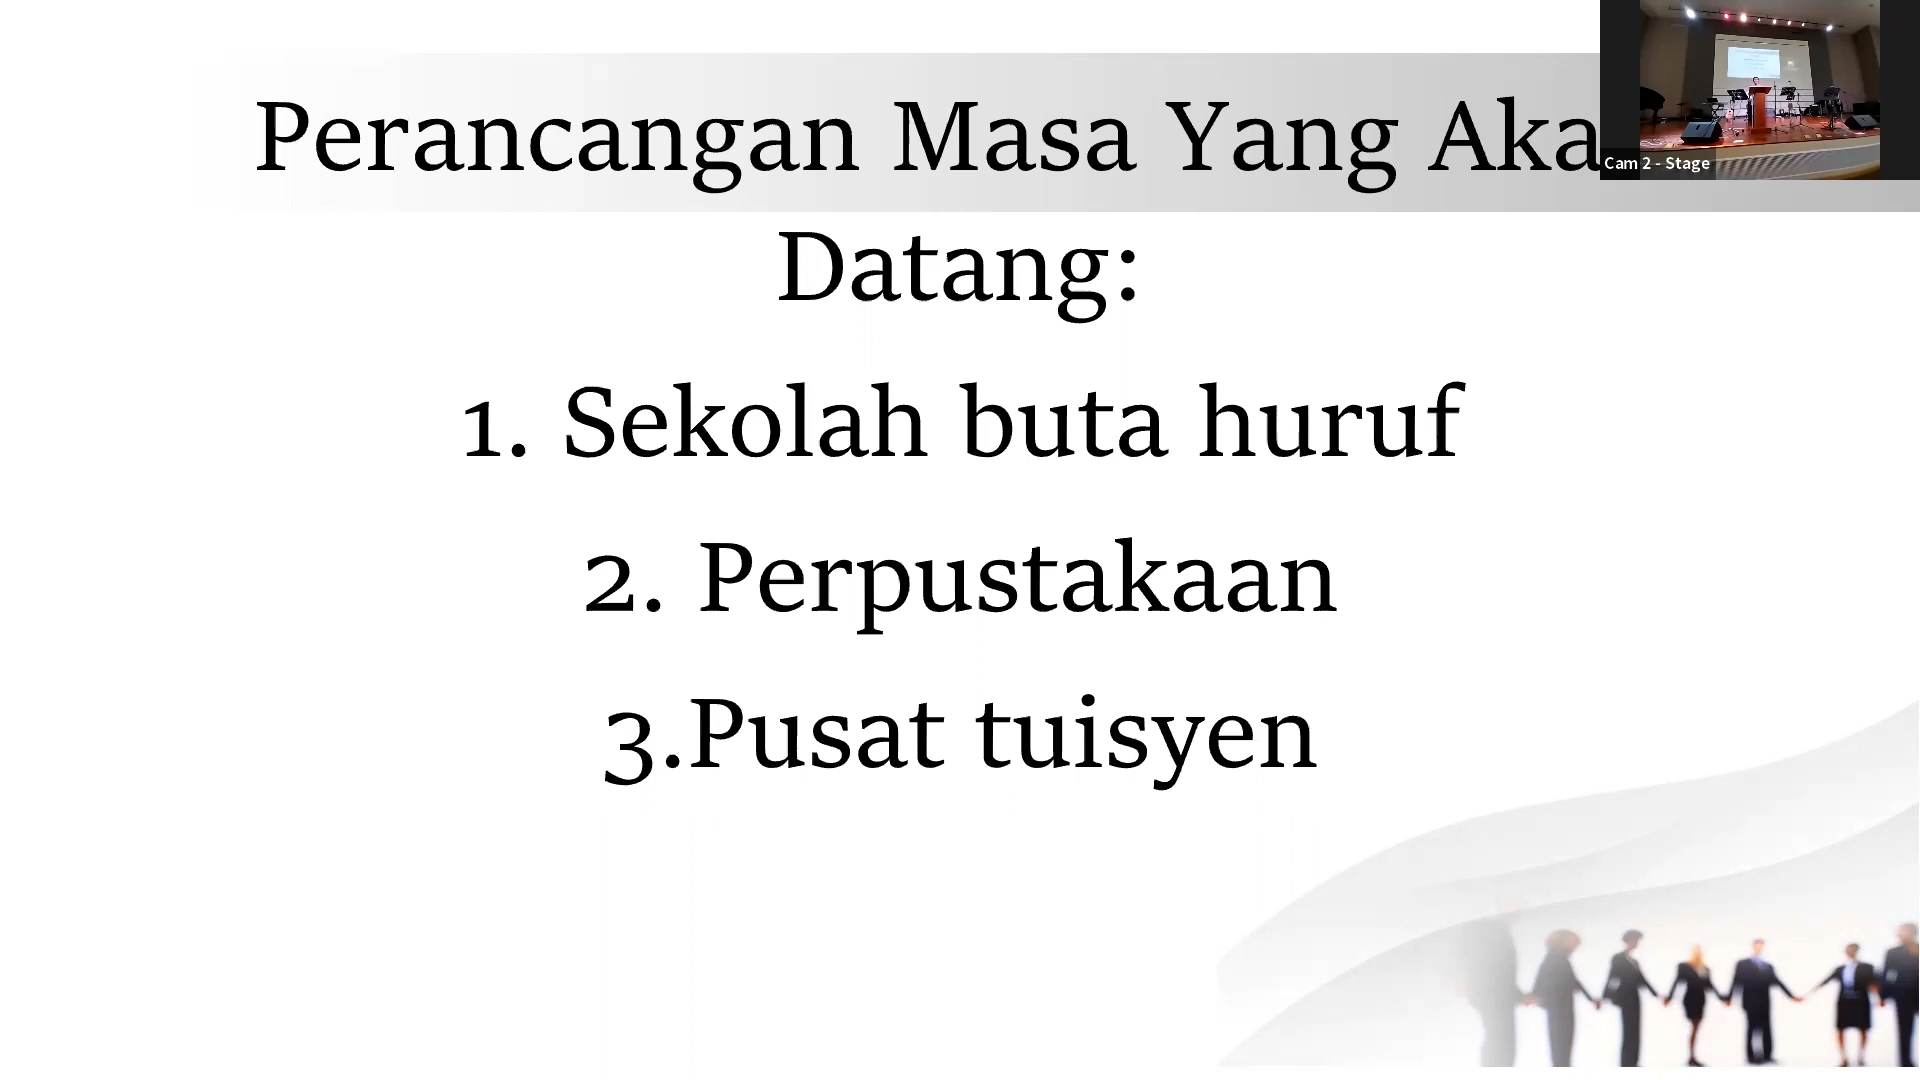 Perancangan Masa Yang Aka
Datang:
1. Sekolah buta huruf
2. Perpustakaan
3.Pusat tuisyen
Cam 2 - Stage